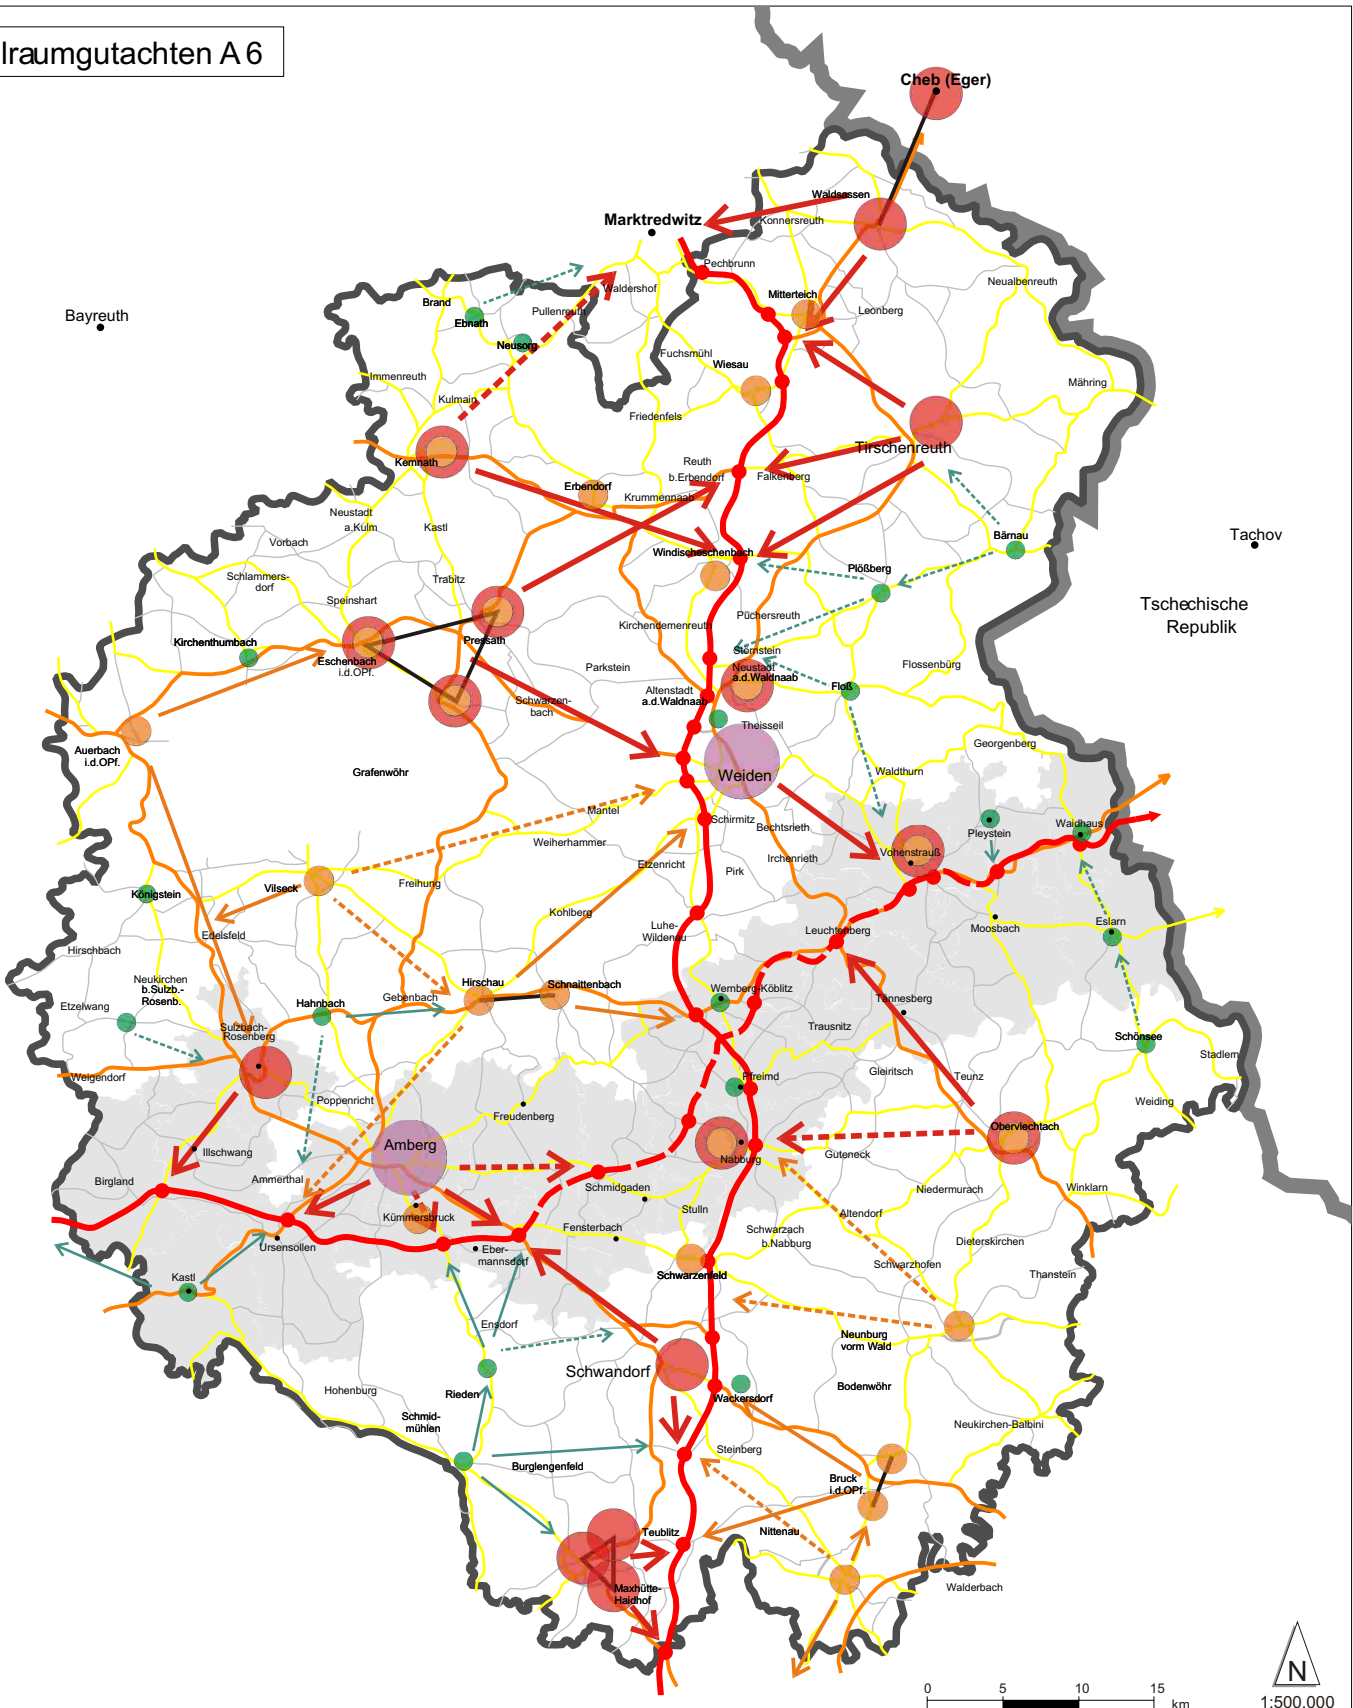 lraumgutachten A 6
Cheb (Eger)
Waldsassen
Marktredwitz
Konnersreuth
Pechbrunn
Neualbenreuth
Waldershof
Mitterteich
Brand
Leonberg
Pullenreuth
Bayreuth
Ebnath
Neusorg
Fuchsmühl
Wiesau
Immenreuth
Mähring
Kulmain
Friedenfels
Tirschenreuth
Kemnath
Reuth
b.Erbendorf
Falkenberg
Erbendorf
Krummennaab
Neustadt
a.Kulm
Kastl
Bärnau
Tachov
Vorbach
Windischeschenbach
Plößberg
Schlammers-
dorf
Trabitz
Speinshart
Tschechische
Republik
Püchersreuth
Kirchendemenreuth
Kirchenthumbach
Pressath
Störnstein
Eschenbach
i.d.OPf.
Parkstein
Neustadt
a.d.Waldnaab
Flossenbürg
Floß
Altenstadt
a.d.Waldnaab
Schwarzen-
bach
Theisseil
Auerbach
i.d.OPf.
Georgenberg
Grafenwöhr
Weiden
Waldthurn
Mantel
Schirmitz
Bechtsrieth
Pleystein
Waidhaus
Weiherhammer
Vohenstrauß
Etzenricht
Irchenrieth
Pirk
Vilseck
Freihung
Königstein
Kohlberg
Eslarn
Moosbach
Edelsfeld
Luhe-
Wildenau
Leuchtenberg
Hirschbach
Neukirchen
b.Sulzb.-
Rosenb.
Hirschau
Schnaittenbach
Wernberg-Köblitz
Etzelwang
Hahnbach
Gebenbach
Tännesberg
Sulzbach-
Rosenberg
Trausnitz
Schönsee
Stadlern
Weigendorf
Pfreimd
Gleiritsch
Teunz
Poppenricht
Freudenberg
Weiding
Amberg
Oberviechtach
Illschwang
Nabburg
Guteneck
Birgland
Ammerthal
Schmidgaden
Niedermurach
Winklarn
Kümmersbruck
Stulln
Altendorf
Fensterbach
Schwarzach
b.Nabburg
Ursensollen
Eber-
mannsdorf
Dieterskirchen
Schwarzhofen
Kastl
Schwarzenfeld
Thanstein
Ensdorf
Neunburg
vorm Wald
Schwandorf
Hohenburg
Rieden
Wackersdorf
Bodenwöhr
Schmid-
mühlen
Neukirchen-Balbini
Steinberg
Burglengenfeld
Bruck
i.d.OPf.
Teublitz
Nittenau
Maxhütte-
Haidhof
Walderbach
N
0 5 10 15
km
1:500.000